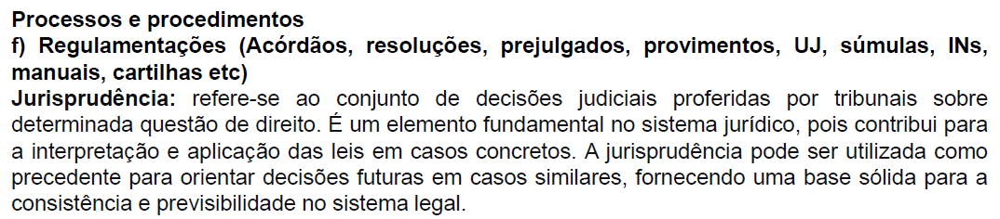 Processos e procedimentos
f) Regulamentações (Acórdãos, resoluções, prejulgados, provimentos, UJ, súmulas, INs,
manuais, cartilhas etc)
Jurisprudência: refere-se ao conjunto de decisões judiciais proferidas por tribunais sobre
determinada questão de direito. É um elemento fundamental no sistema jurídico, pois contribui para
a interpretação e aplicação das leis em casos concretos. A jurisprudência pode ser utilizada como
precedente para orientar decisões futuras em casos similares, fornecendo uma base sólida para a
consistência e previsibilidade no sistema legal.